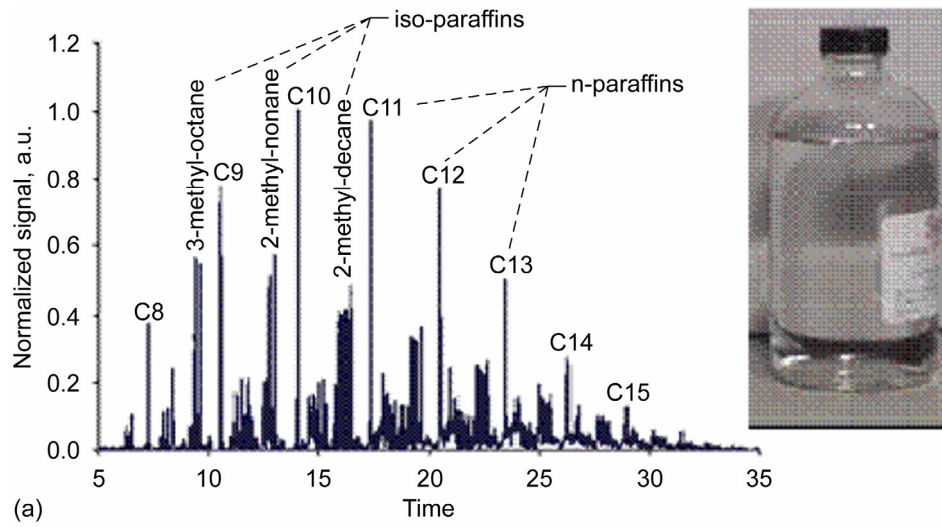 iso-paraffins
n-paraffins
1.2
1.0
0.8
0.6
0.4
0.2
0.0
Normalized signal, a.u.
C8
3-methyl-octane
C9
2-methyl-nonane
C10
2-methyl-decane
C11
C12
C13
C14
C15
5
10
15
20
25
30
35
Time
(a)